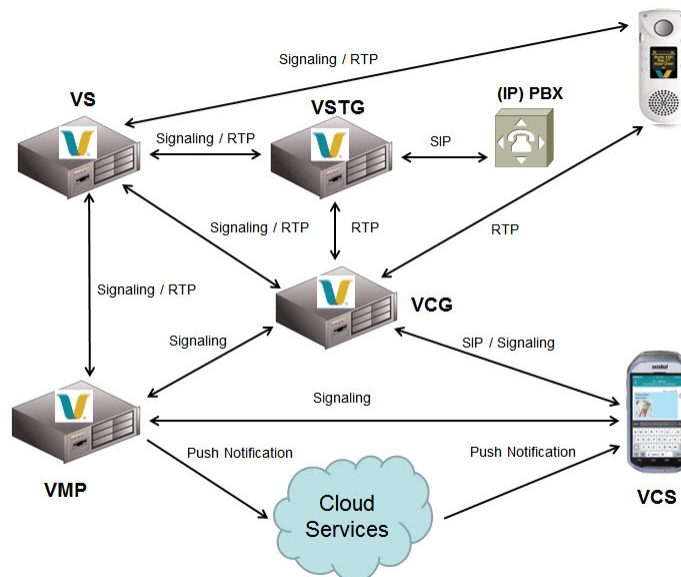 Signaling / RTP
VS
VSTG
(IP) PBX
Signaling / RTP
SIP
Signaling / RTP
RTP
RTP
Signaling / RTP
VCG
Signaling
SIP / Signaling
Signaling
Push Notification
Push Notification
VMP
Cloud
Services
VCS